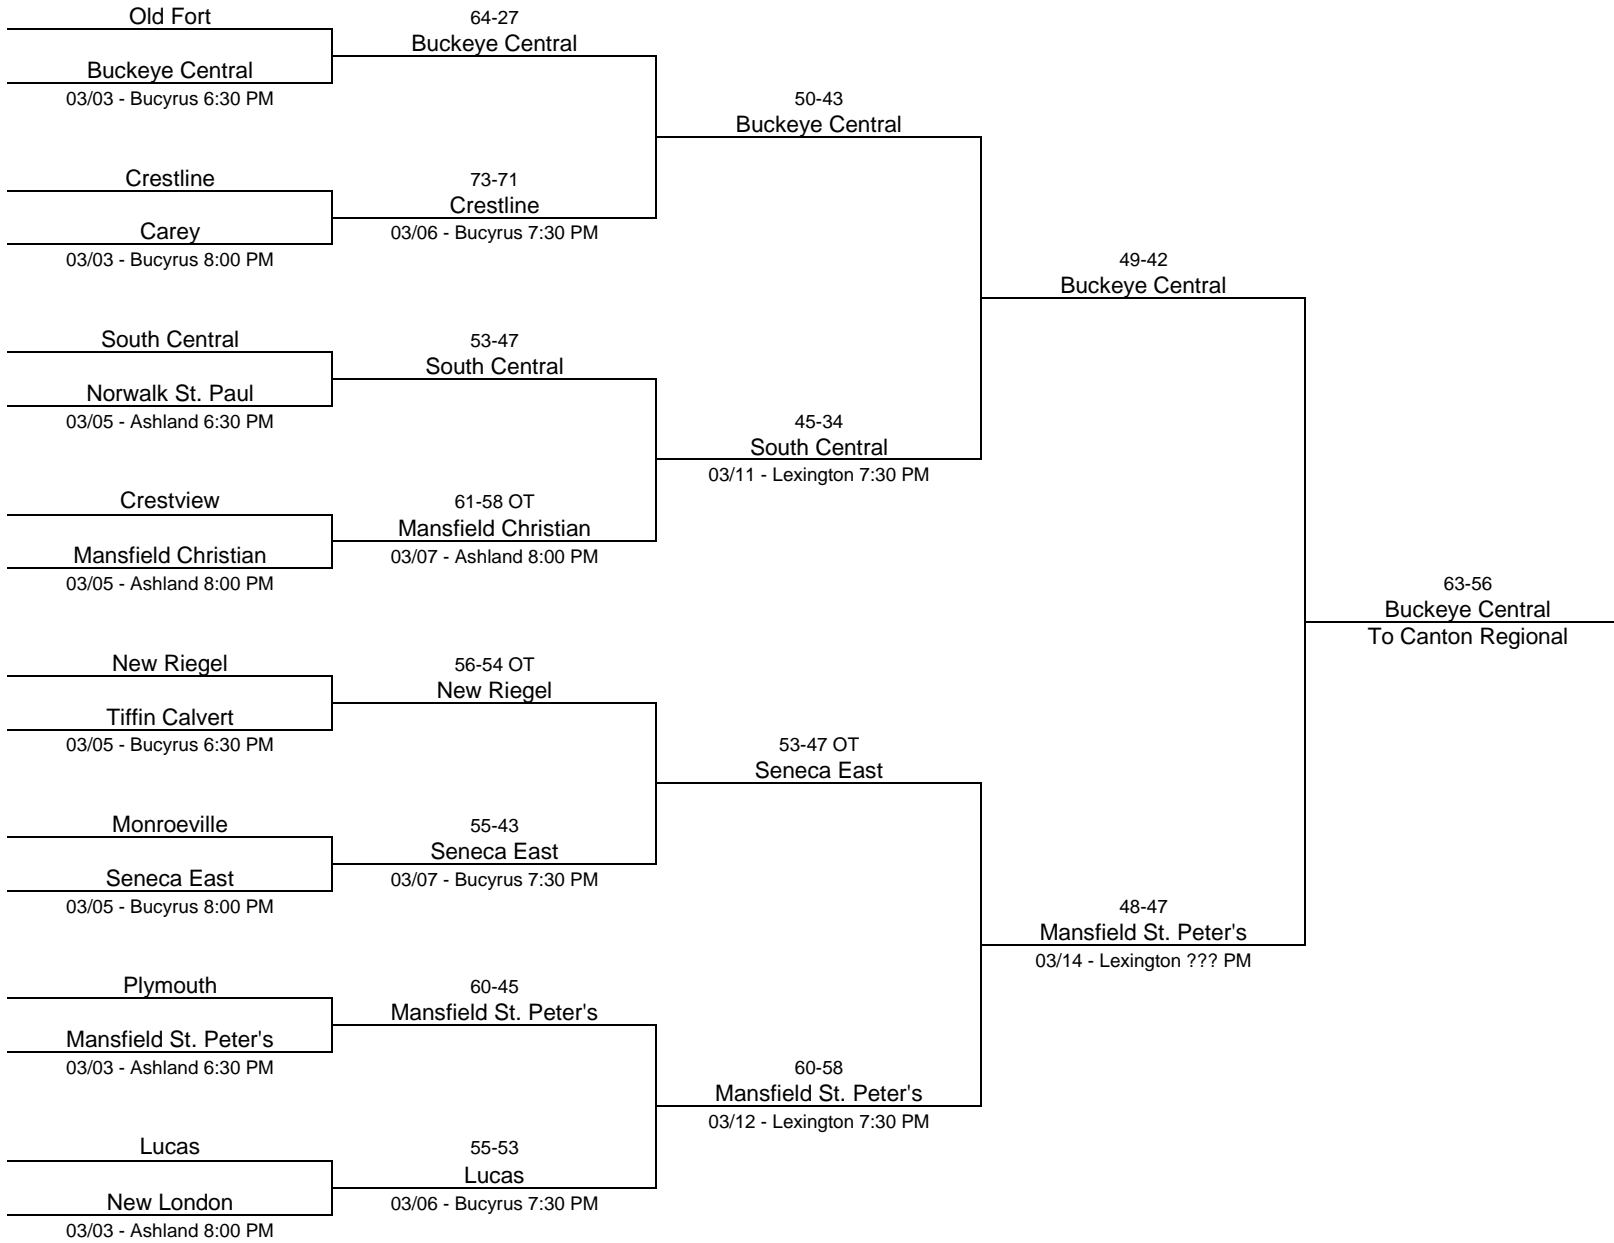 Old Fort
Buckeye Central
03/03 - Bucyrus 6:30 PM
Crestline
Carey
03/03 - Bucyrus 8:00 PM
South Central
Norwalk St. Paul
03/05 - Ashland 6:30 PM
Crestview
Mansfield Christian
03/05 - Ashland 8:00 PM
New Riegel
Tiffin Calvert
03/05 - Bucyrus 6:30 PM
Monroeville
Seneca East
03/05 - Bucyrus 8:00 PM
Plymouth
Mansfield St. Peter's
03/03 - Ashland 6:30 PM
Lucas
New London
03/03 - Ashland 8:00 PM
64-27
Buckeye Central
73-71
Crestline
03/06 - Bucyrus 7:30 PM
53-47
South Central
61-58 OT
Mansfield Christian
03/07 - Ashland 8:00 PM
56-54 OT
New Riegel
55-43
Seneca East
03/07 - Bucyrus 7:30 PM
60-45
Mansfield St. Peter's
55-53
Lucas
03/06 - Bucyrus 7:30 PM
50-43
Buckeye Central
45-34
South Central
03/11 - Lexington 7:30 PM
53-47 OT
Seneca East
60-58
Mansfield St. Peter's
03/12 - Lexington 7:30 PM
49-42
Buckeye Central
48-47
Mansfield St. Peter's
03/14 - Lexington ??? PM
63-56
Buckeye Central
To Canton Regional